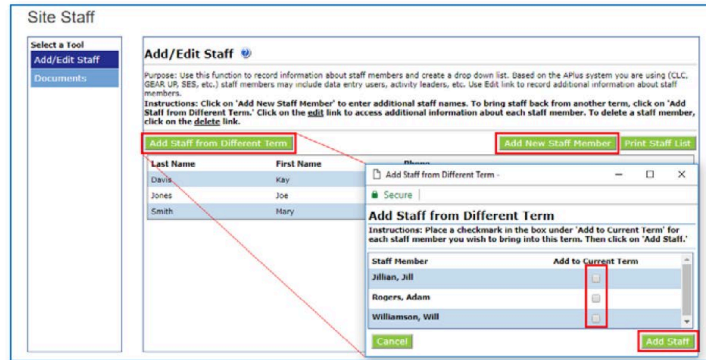 Site Staff
Select a Tool
Add/Edit Staff
Documents
Add/Edit Staff
Purpose: Use this function to record information about staff members and create a drop down list. Based on the APlus system you are using (CLC,
GEAR UP, SES, etc.) staff members may include data entry users, activity leaders, etc. Use Edit link to record additional information about staff
members.
Instructions: Click on 'Add New Staff Member' to enter additional staff names. To bring staff back from another term, click on 'Add
Staff from Different Term.' Click on the edit link to access additional information about each staff member. To delete a staff member,
click on the delete link.
Add Staff from Different Term
Add New Staff Member
Print Staff List
Last Name First Name Phone
Davis Kay
Jones Joe
Smith Mary
Add Staff from Different Term -
Secure
Add Staff from Different Term
Instructions: Place a checkmark in the box under 'Add to Current Term' for
each staff member you wish to bring into this term. Then click on 'Add Staff.'
Staff Member Add to Current Term
Jillian, Jill
Rogers, Adam
Williamson, Will
Cancel
Add Staff